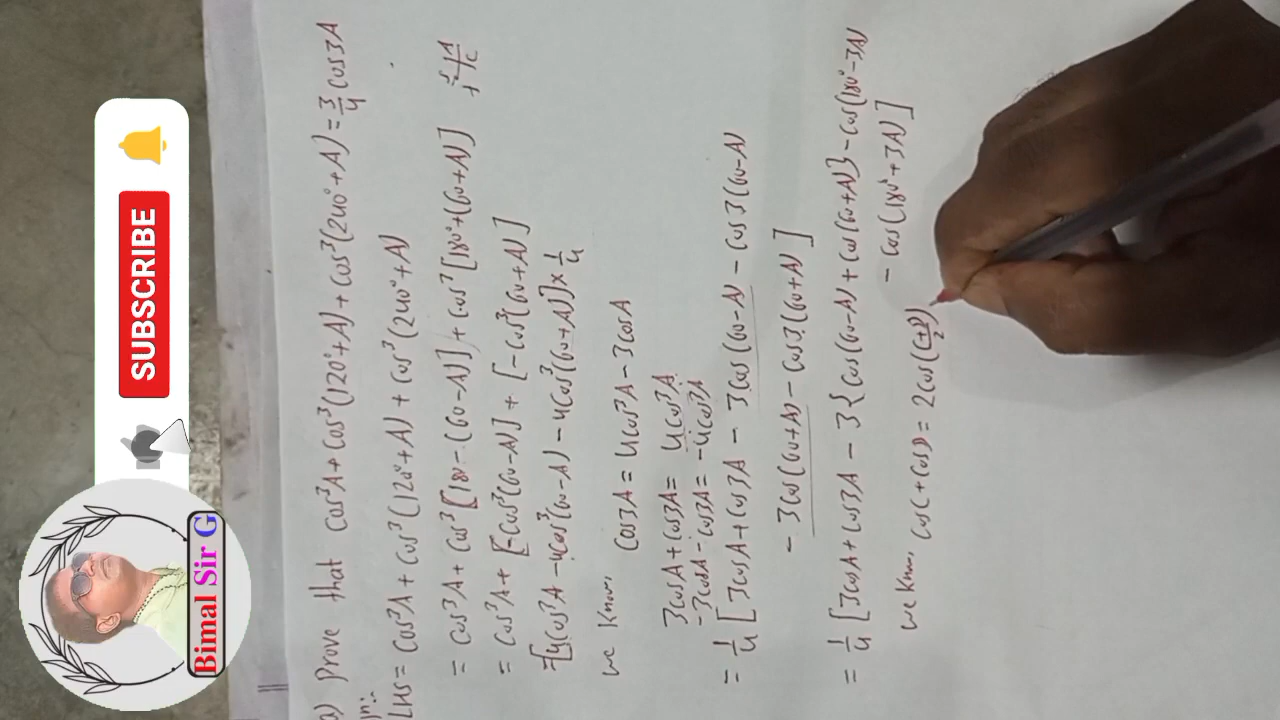 a) Prove that cos³A + cos³(120°+A) + cos³(240°+A) = 3/4 cos3A
LHS = cos³A + cos³(120°+A) + cos³(240°+A)
= cos³A + cos³[180-(60-A)] + cos³[180°+(60+A)]
= cos³A + [-cos³(60-A)] + [-cos³(60+A)]
=[4cos³A - 4cos³(60-A) - 4cos³(60+A)] × 1/4
we know, cos3A = 4cos³A - 3cosA
3cosA + cos3A = 4cos³A
-3cosA - cos3A = -4cos³A
= 1/4 [3cosA + cos3A - 3cos(60-A) - cos3(60-A)
- 3cos(60+A) - cos3(60+A)]
= 1/4 [3cosA + cos3A - 3{cos(60-A) + cos(60+A)} - cos(180°-3A)
- cos(180°+3A)]
we know, cosC + cosD = 2cos(C+D/2)
SUBSCRIBE
Bimal Sir G